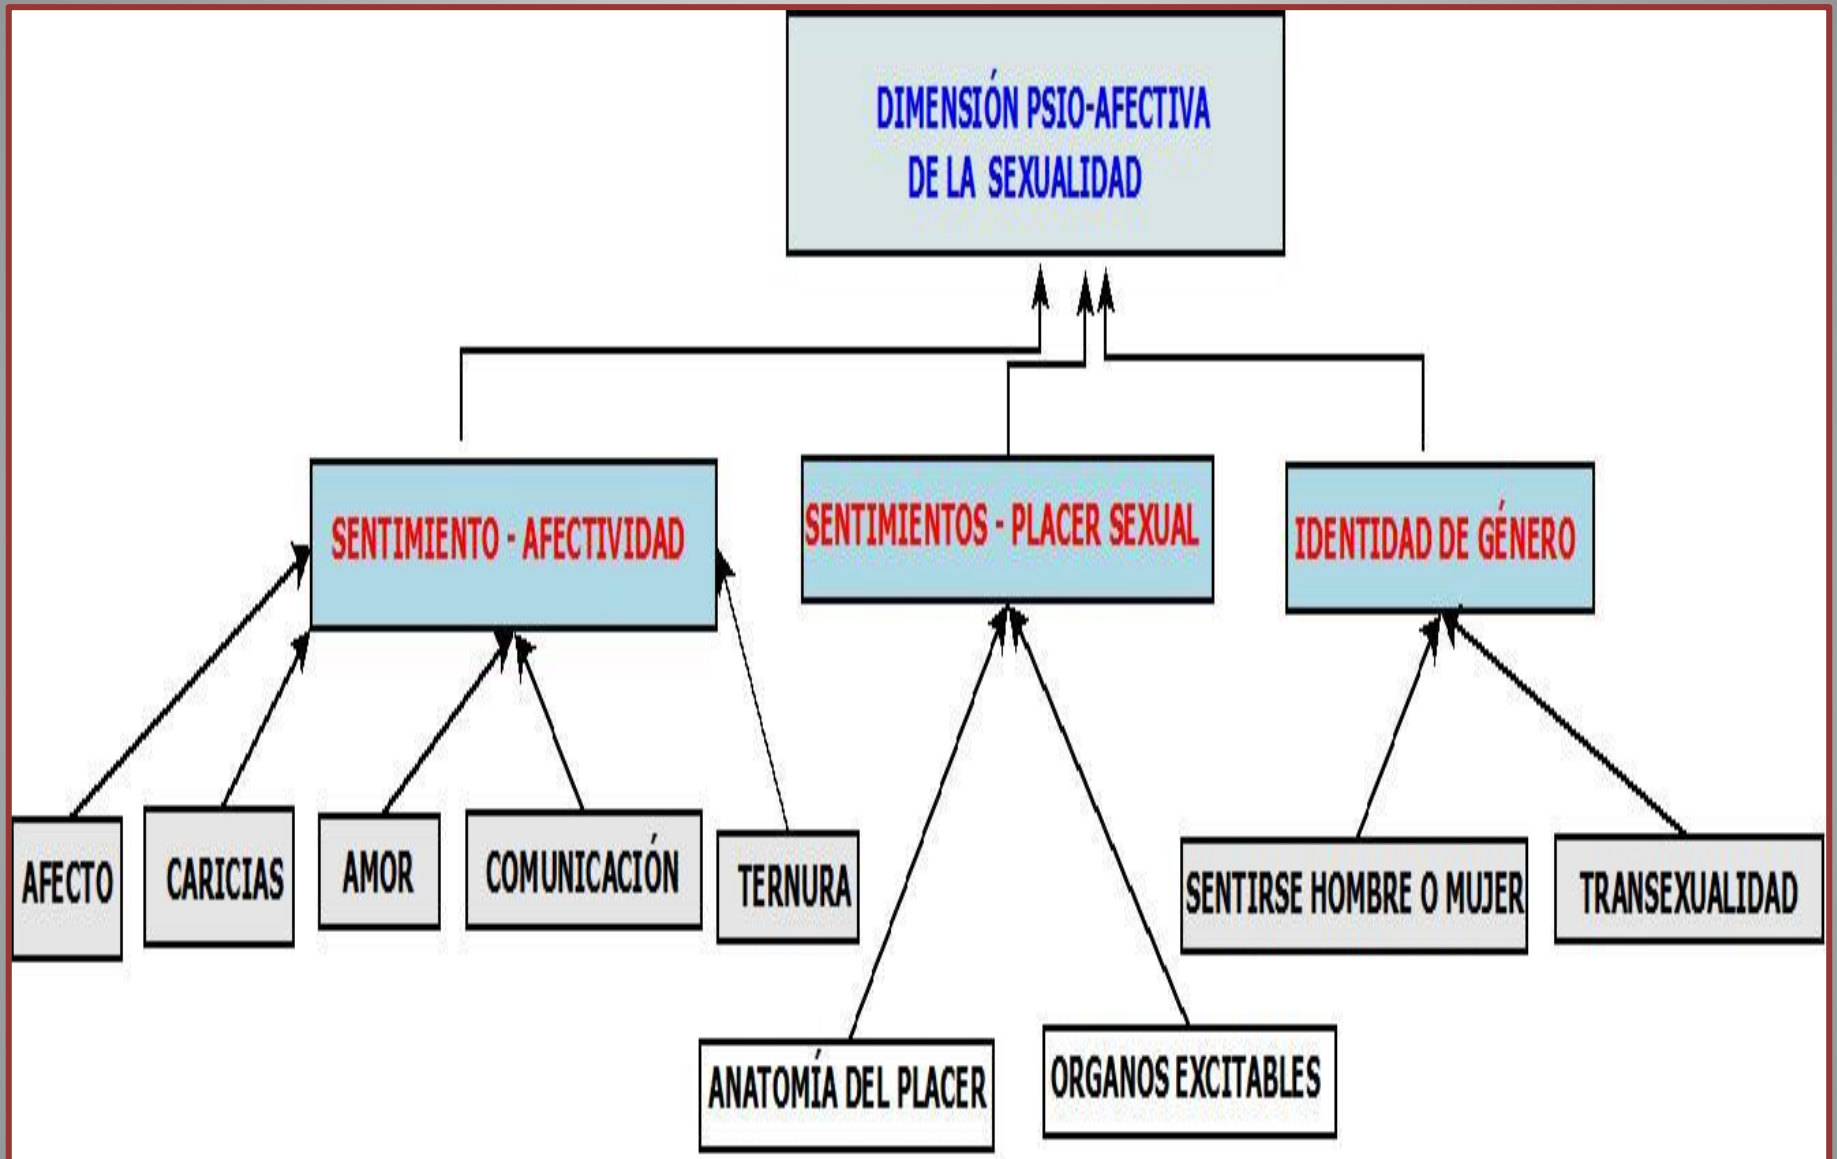 DIMENSIÓN PSIO-AFECTIVA
DE LA SEXUALIDAD
SENTIMIENTO - AFECTIVIDAD
SENTIMIENTOS - PLACER SEXUAL
IDENTIDAD DE GÉNERO
AFECTO
CARICIAS
AMOR
COMUNICACIÓN
TERNURA
SENTIRSE HOMBRE O MUJER
TRANSEXUALIDAD
ANATOMÍA DEL PLACER
ORGANOS EXCITABLES